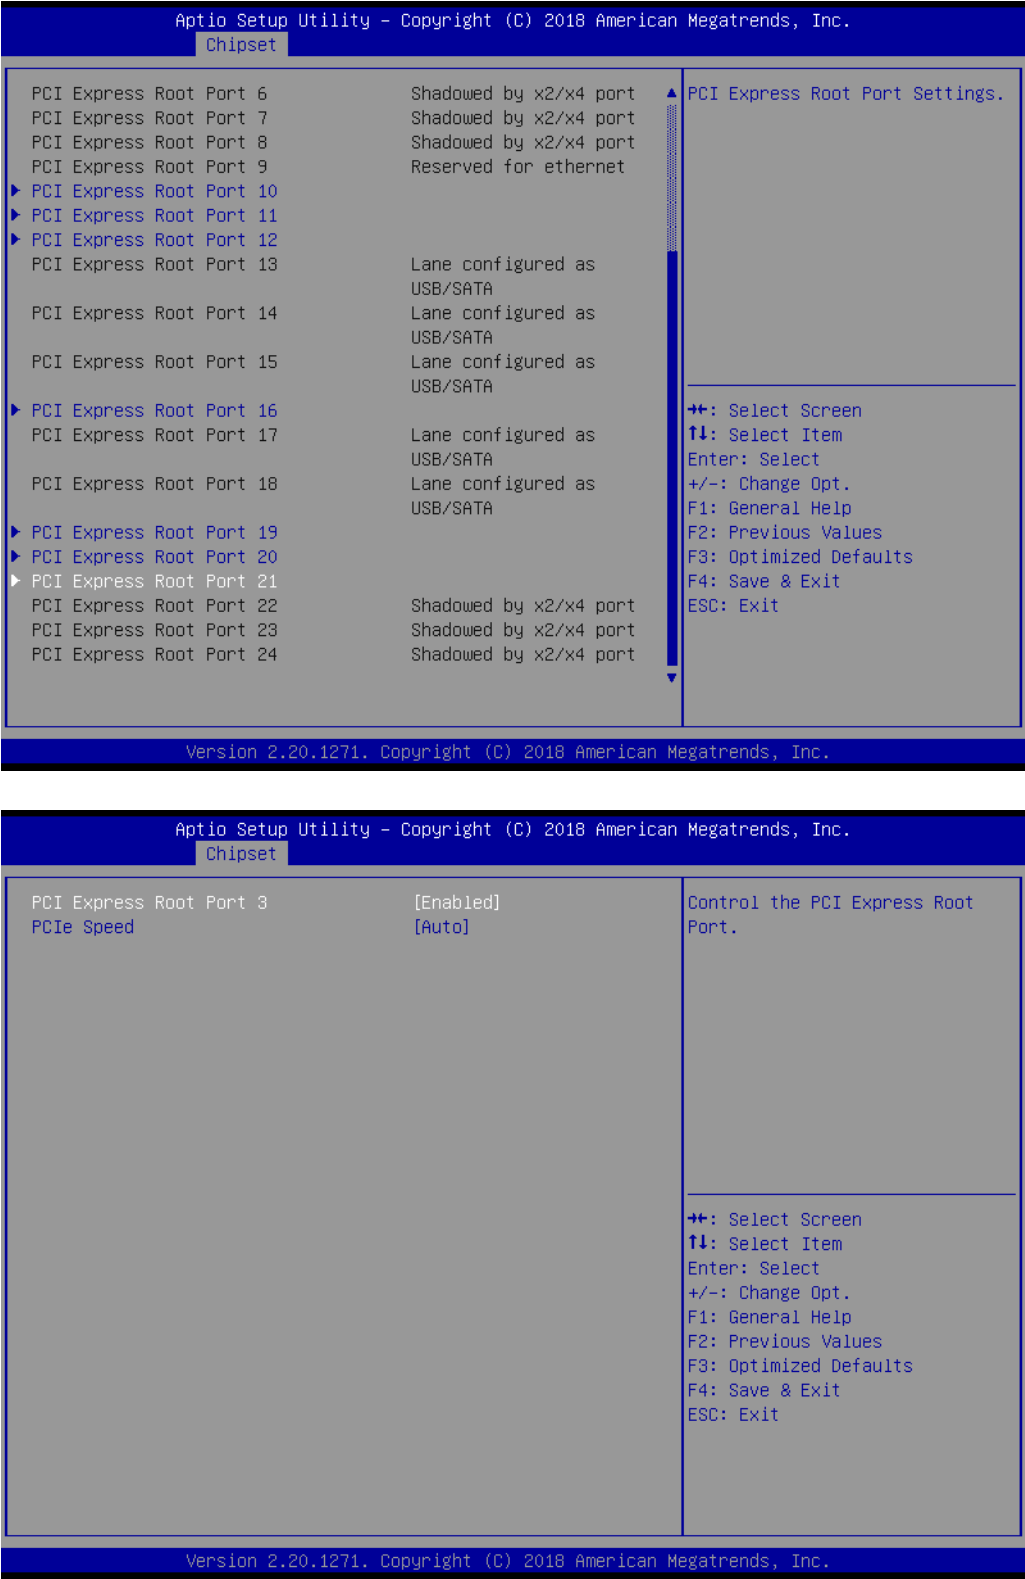 Aptio Setup Utility – Copyright (C) 2018 American Megatrends, Inc.
Chipset
PCI Express Root Port 6 Shadowed by x2/x4 port
PCI Express Root Port 7 Shadowed by x2/x4 port
PCI Express Root Port 8 Shadowed by x2/x4 port
PCI Express Root Port 9 Reserved for ethernet
PCI Express Root Port 10
PCI Express Root Port 11
PCI Express Root Port 12
PCI Express Root Port 13 Lane configured as
USB/SATA
PCI Express Root Port 14 Lane configured as
USB/SATA
PCI Express Root Port 15 Lane configured as
USB/SATA
PCI Express Root Port 16
PCI Express Root Port 17 Lane configured as
USB/SATA
PCI Express Root Port 18 Lane configured as
USB/SATA
PCI Express Root Port 19
PCI Express Root Port 20
PCI Express Root Port 21
PCI Express Root Port 22 Shadowed by x2/x4 port
PCI Express Root Port 23 Shadowed by x2/x4 port
PCI Express Root Port 24 Shadowed by x2/x4 port
PCI Express Root Port Settings.
→←: Select Screen
↑↓: Select Item
Enter: Select
+/-: Change Opt.
F1: General Help
F2: Previous Values
F3: Optimized Defaults
F4: Save & Exit
ESC: Exit
Version 2.20.1271. Copyright (C) 2018 American Megatrends, Inc.
Aptio Setup Utility – Copyright (C) 2018 American Megatrends, Inc.
Chipset
PCI Express Root Port 3 [Enabled]
PCIe Speed [Auto]
Control the PCI Express Root
Port.
→←: Select Screen
↑↓: Select Item
Enter: Select
+/-: Change Opt.
F1: General Help
F2: Previous Values
F3: Optimized Defaults
F4: Save & Exit
ESC: Exit
Version 2.20.1271. Copyright (C) 2018 American Megatrends, Inc.